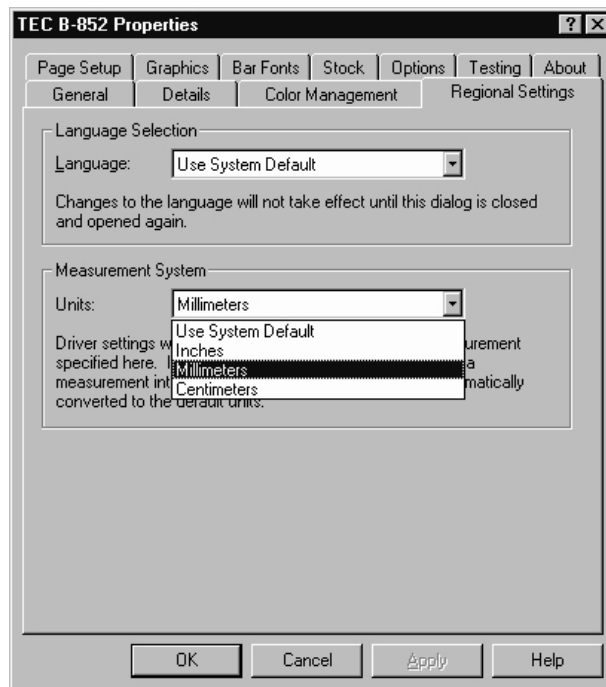 TEC B-852 Properties
Page Setup Graphics Bar Fonts Stock Options Testing About
General Details Color Management Regional Settings
Language Selection
Language: Use System Default
Changes to the language will not take effect until this dialog is closed
and opened again.
Measurement System
Units: Millimeters
Use System Default
Inches
Millimeters
Centimeters
Driver settings w urement
specified here. a
measurement int matically
converted to the default units.
OK Cancel Apply Help